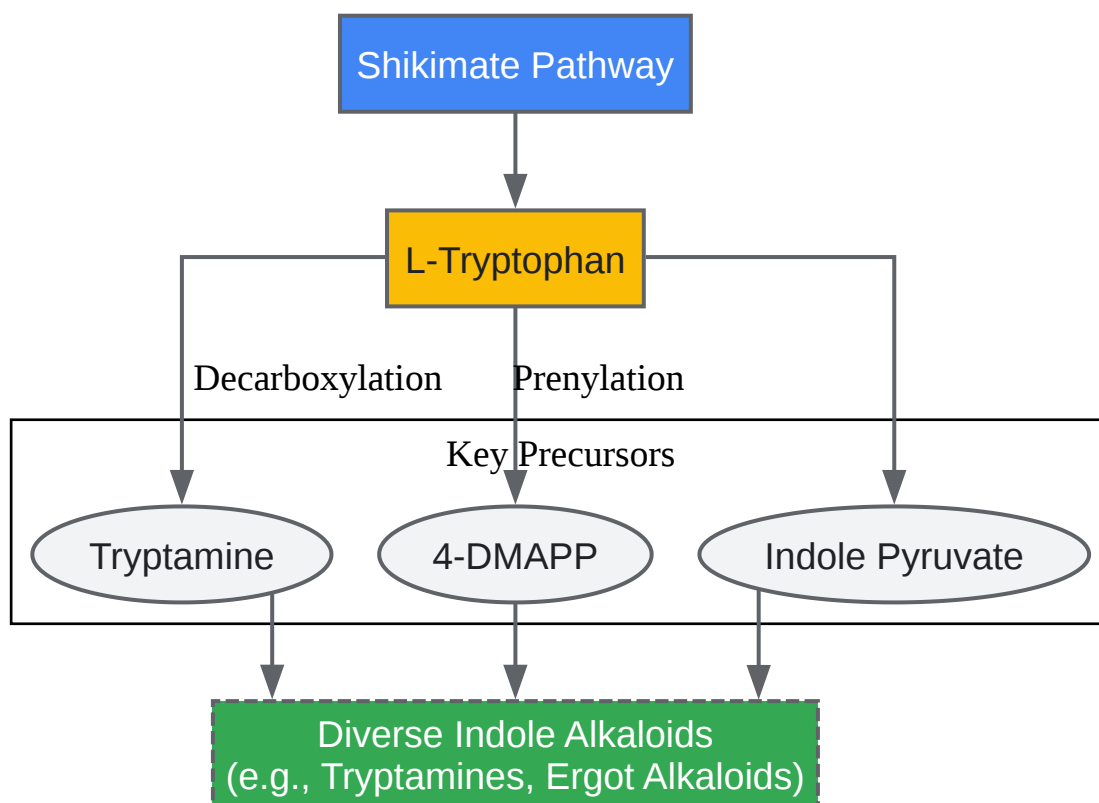 Shikimate Pathway
L-Tryptophan
Decarboxylation
Prenylation
Key Precursors
Tryptamine
4-DMAPP
Indole Pyruvate
Diverse Indole Alkaloids
(e.g., Tryptamines, Ergot Alkaloids)